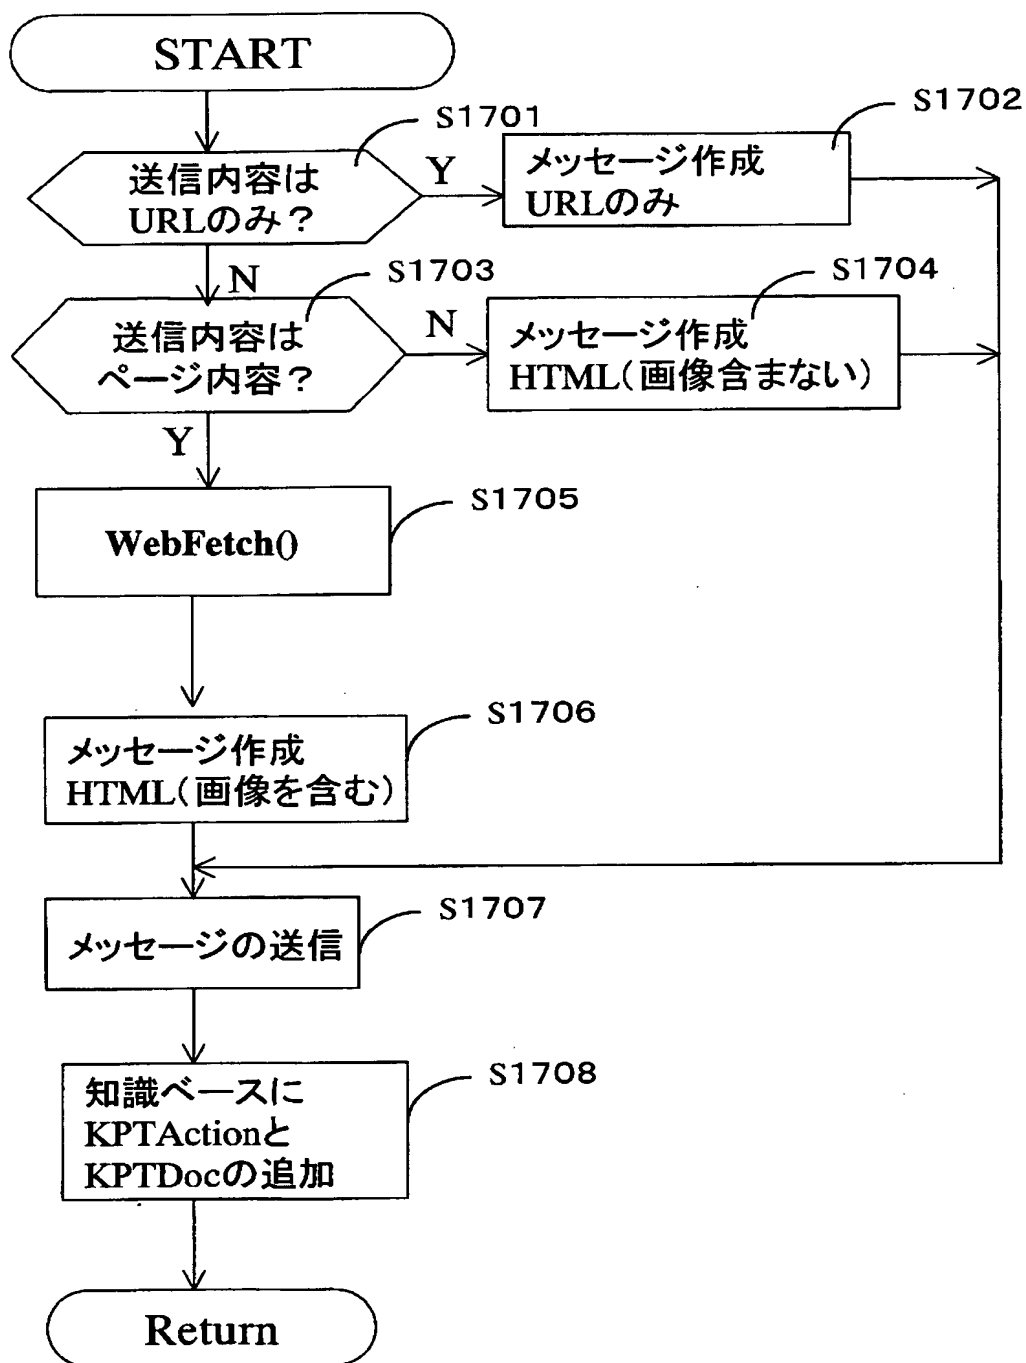 START
S1701
送信内容は
URLのみ？
Y
S1702
メッセージ作成
URLのみ
N
S1703
送信内容は
ページ内容？
N
S1704
メッセージ作成
HTML(画像含まない)
Y
S1705
WebFetch()
S1706
メッセージ作成
HTML(画像を含む)
S1707
メッセージの送信
S1708
知識ベースに
KPTActionと
KPTDocの追加
Return